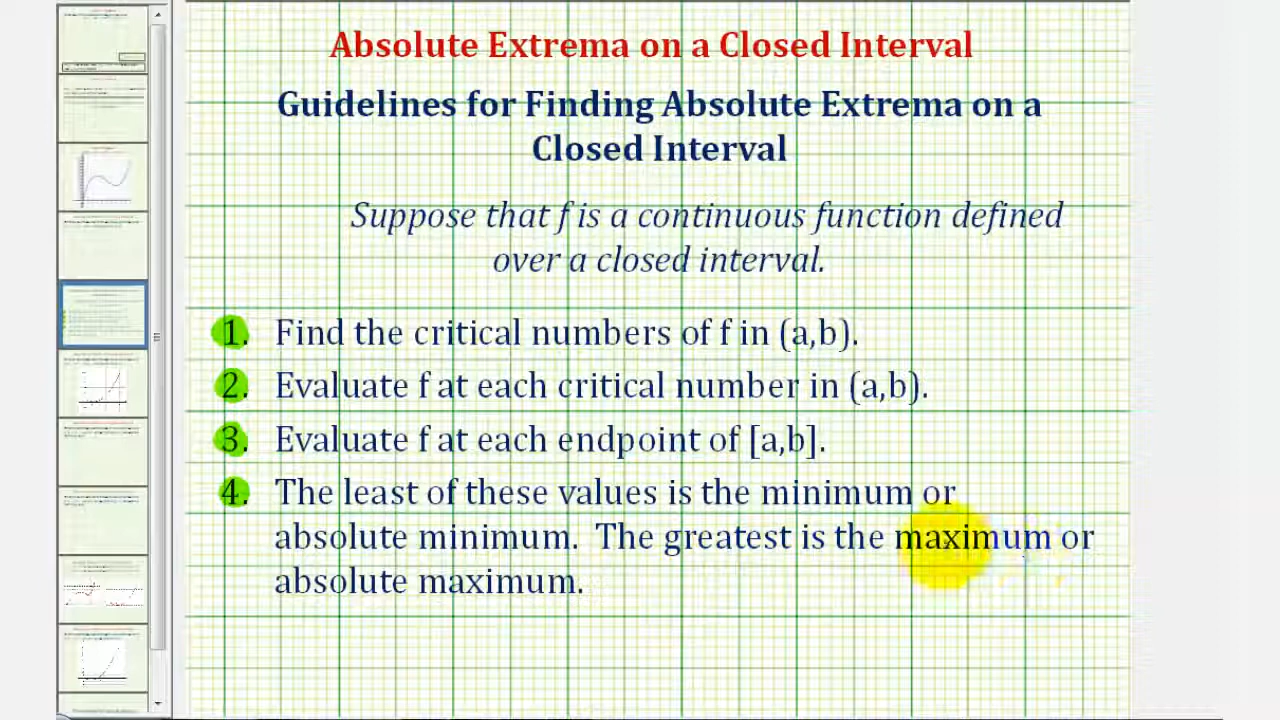 Absolute Extrema on a Closed Interval
Guidelines for Finding Absolute Extrema on a
Closed Interval
Suppose that f is a continuous function defined
over a closed interval.
1. Find the critical numbers of f in (a,b).
2. Evaluate f at each critical number in (a,b).
3. Evaluate f at each endpoint of [a,b].
4. The least of these values is the minimum or
absolute minimum. The greatest is the maximum or
absolute maximum.